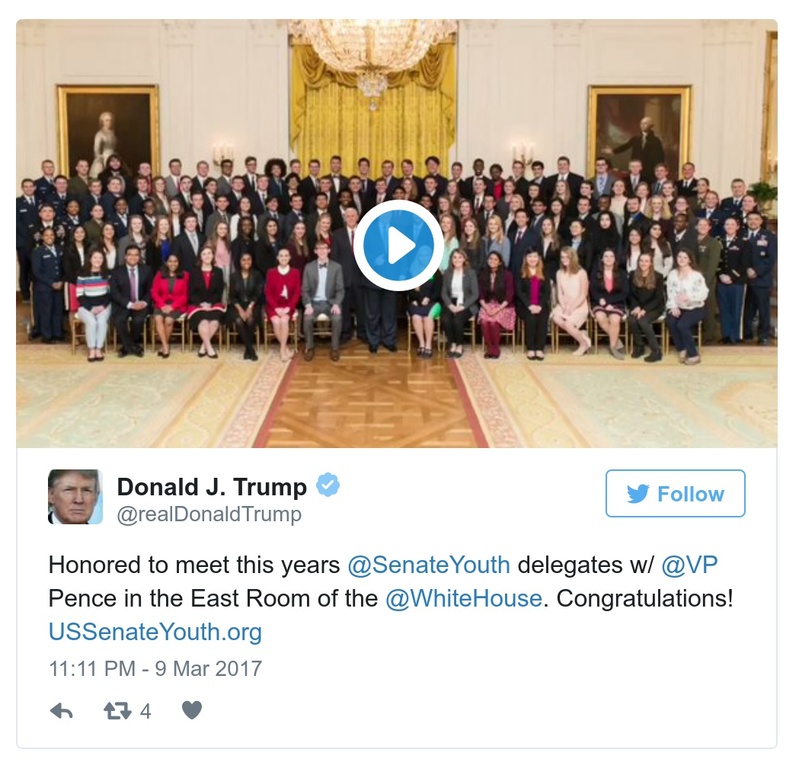 Donald J. Trump
@realDonaldTrump
Follow
Honored to meet this years @SenateYouth delegates w/ @VP
Pence in the East Room of the @WhiteHouse. Congratulations!
USSenateYouth.org
11:11 PM - 9 Mar 2017
4